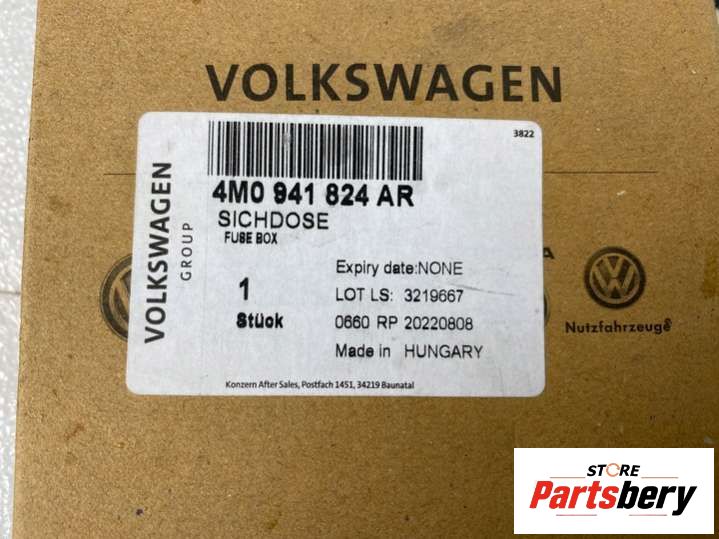 VOLKSWAGEN
3822
4M0 941 824 AR
SICHDOSE
FUSE BOX
VOLKSWAGEN
GROUP
Expiry date:NONE
1
LOT LS: 3219667
Stück
0660 RP 20220808
Made in HUNGARY
Konzern After Sales, Postfach 1451, 34219 Baunatal
A
Nutzfahrzeuge
STORE
Partsbery